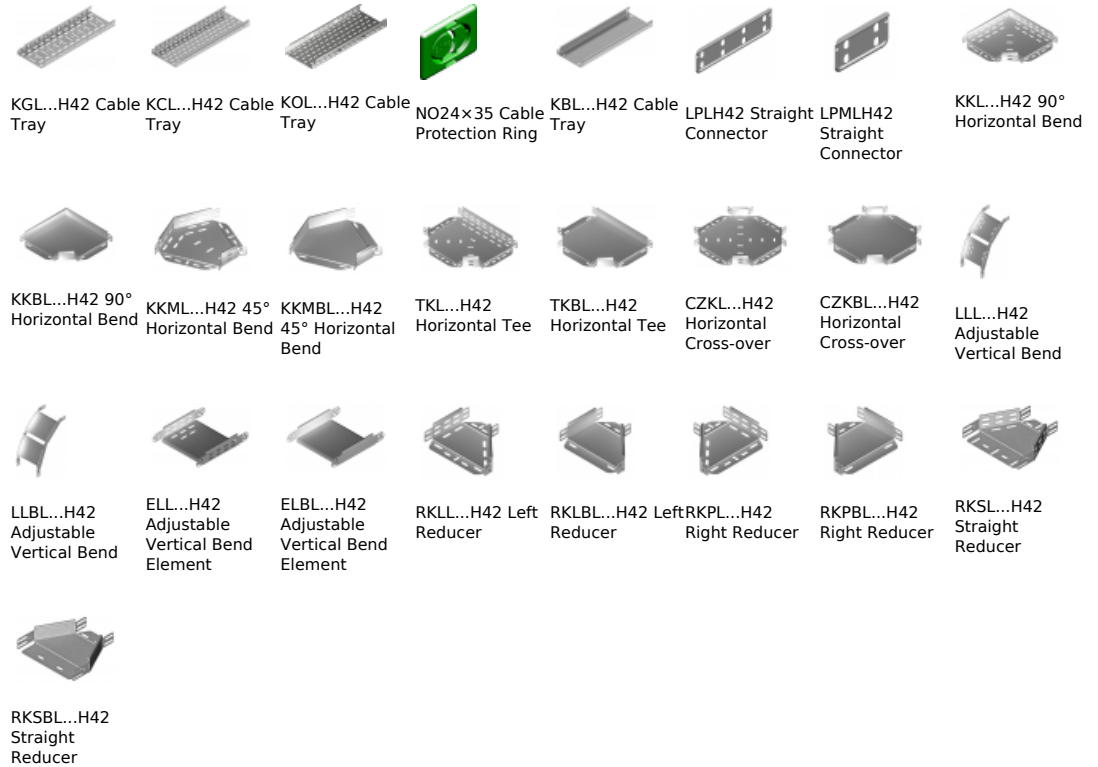 KGL...H42 Cable
Tray
KCL...H42 Cable
Tray
KOL...H42 Cable
Tray
NO24×35 Cable
Protection Ring
KBL...H42 Cable
Tray
LPLH42 Straight
Connector
LPMLH42
Straight
Connector
KKL...H42 90°
Horizontal Bend
KKBL...H42 90°
Horizontal Bend
KKML...H42 45°
Horizontal Bend
KKMBL...H42
45° Horizontal
Bend
TKL...H42
Horizontal Tee
TKBL...H42
Horizontal Tee
CZKL...H42
Horizontal
Cross-over
CZKBL...H42
Horizontal
Cross-over
LLL...H42
Adjustable
Vertical Bend
LLBL...H42
Adjustable
Vertical Bend
ELL...H42
Adjustable
Vertical Bend
Element
ELBL...H42
Adjustable
Vertical Bend
Element
RKLL...H42 Left
Reducer
RKLBL...H42 Left
Reducer
RKPL...H42
Right Reducer
RKPBL...H42
Right Reducer
RKSL...H42
Straight
Reducer
RKSBL...H42
Straight
Reducer